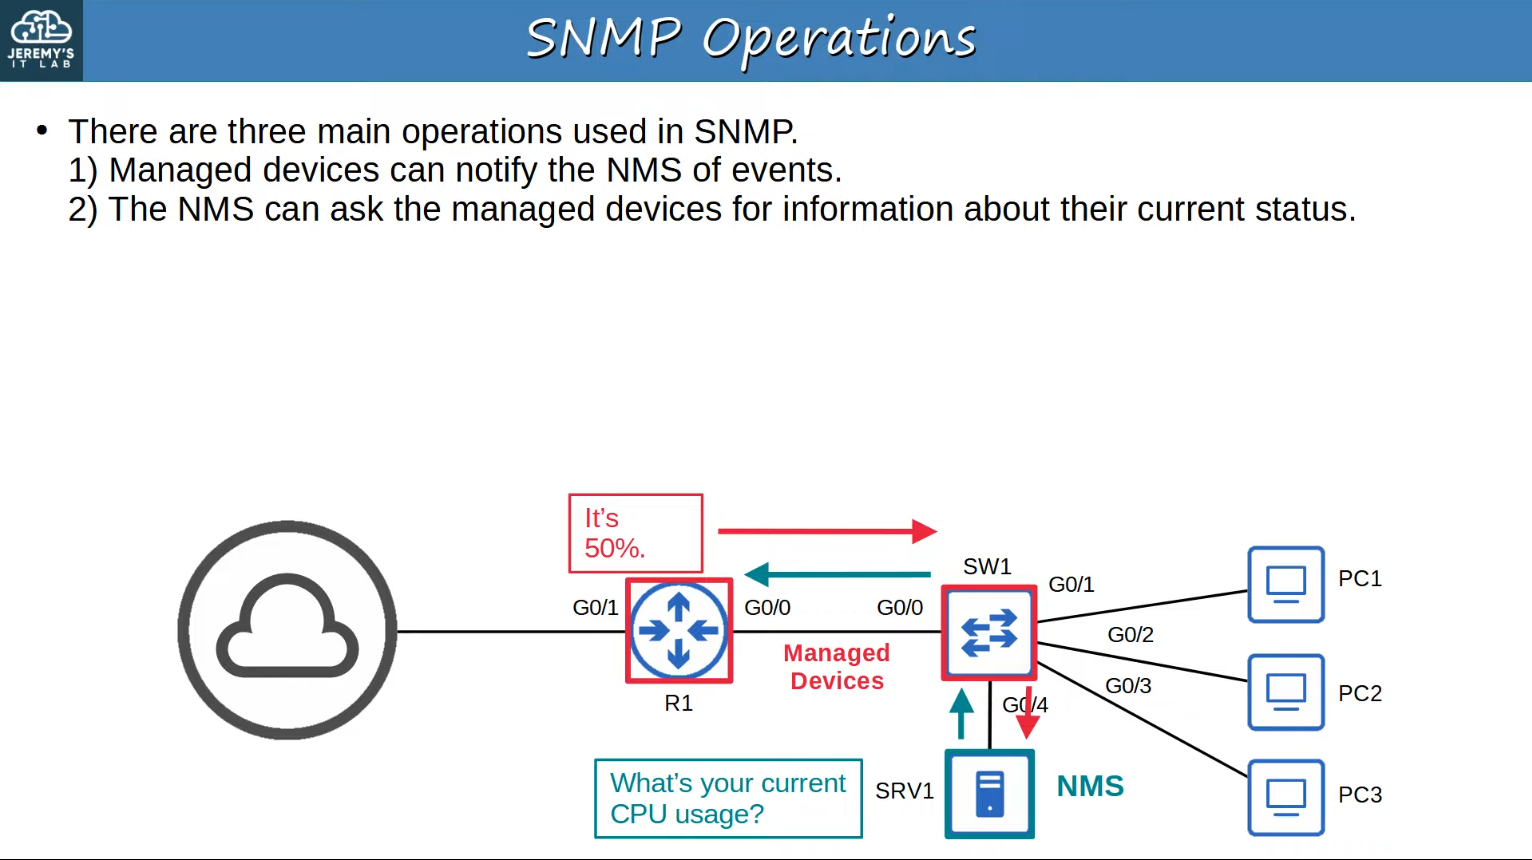 JEREMY'S
IT LAB
SNMP Operations
• There are three main operations used in SNMP.
1) Managed devices can notify the NMS of events.
2) The NMS can ask the managed devices for information about their current status.
It's
50%.
SW1
G0/1
PC1
G0/1
G0/0
G0/0
G0/2
Managed
Devices
G0/3
PC2
R1
G0/4
What's your current
CPU usage?
SRV1
NMS
PC3